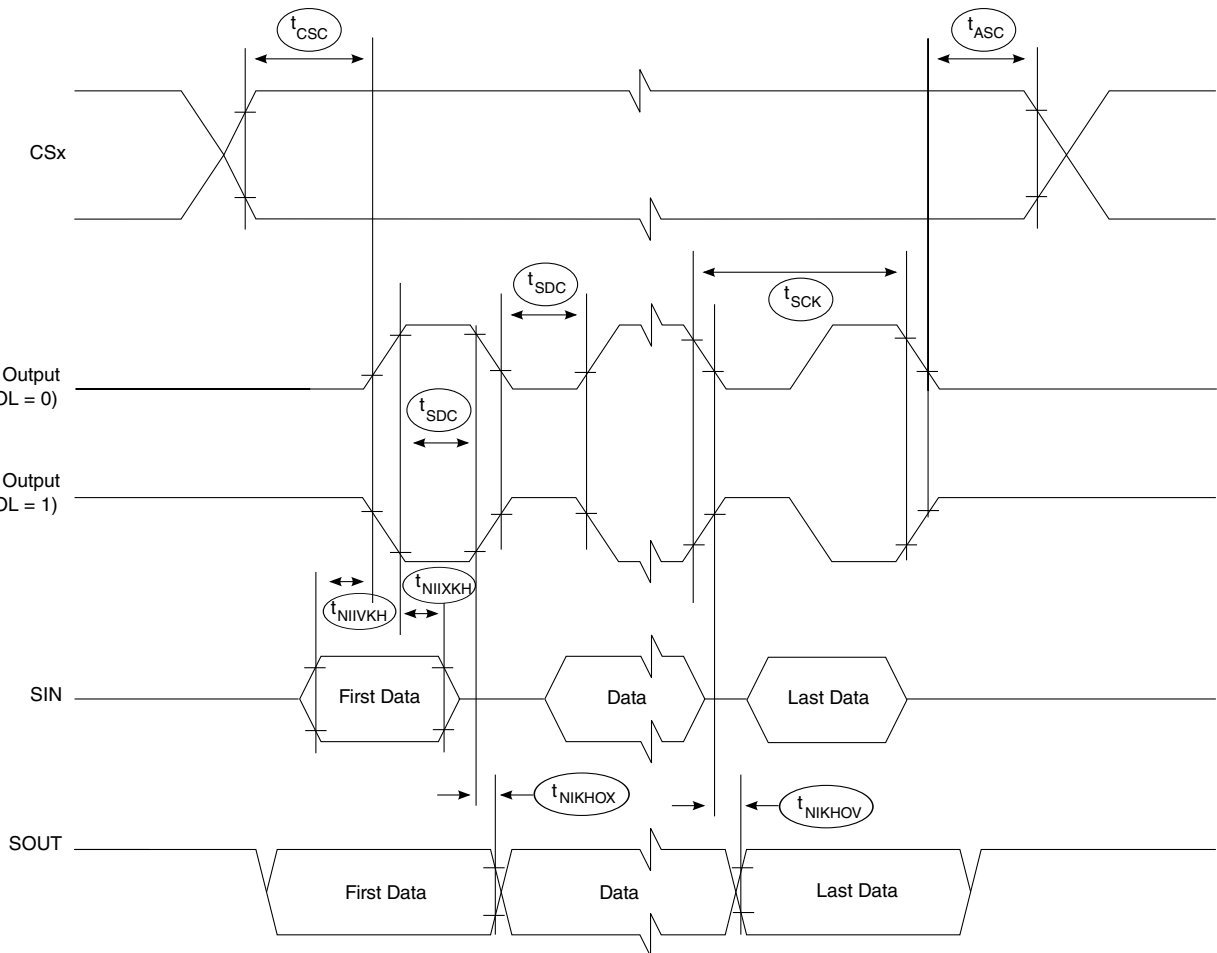 tCSC
tASC
CSx
tSDC
tSCK
Output
OL = 0)
tSDC
Output
OL = 1)
tNIIXKH
tNIIVKH
SIN
First Data
Data
Last Data
tNIKHOX
tNIKHOV
SOUT
First Data
Data
Last Data